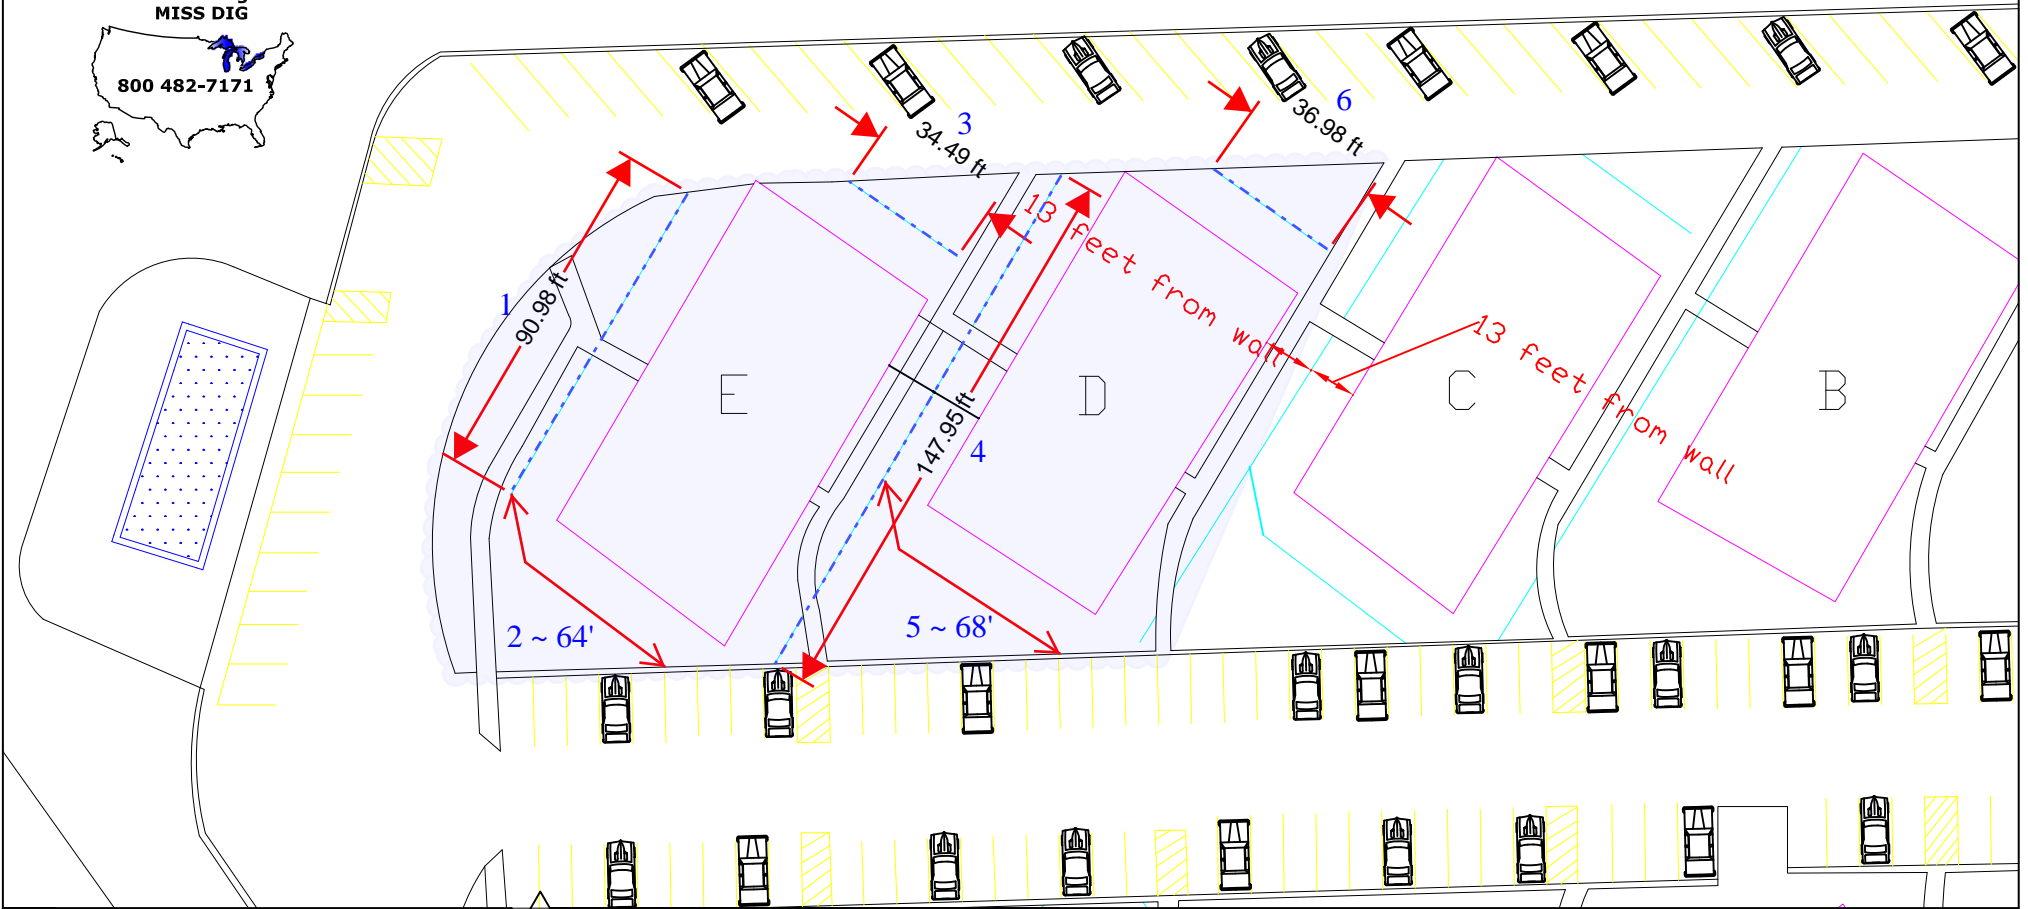 MISS DIG
800 482-7171
3
34.49 ft
6
36.98 ft
1
90.98 ft
13 feet from wall
13 feet from wall
E
D
C
B
147.95 ft
4
2 ~ 64'
5 ~ 68'